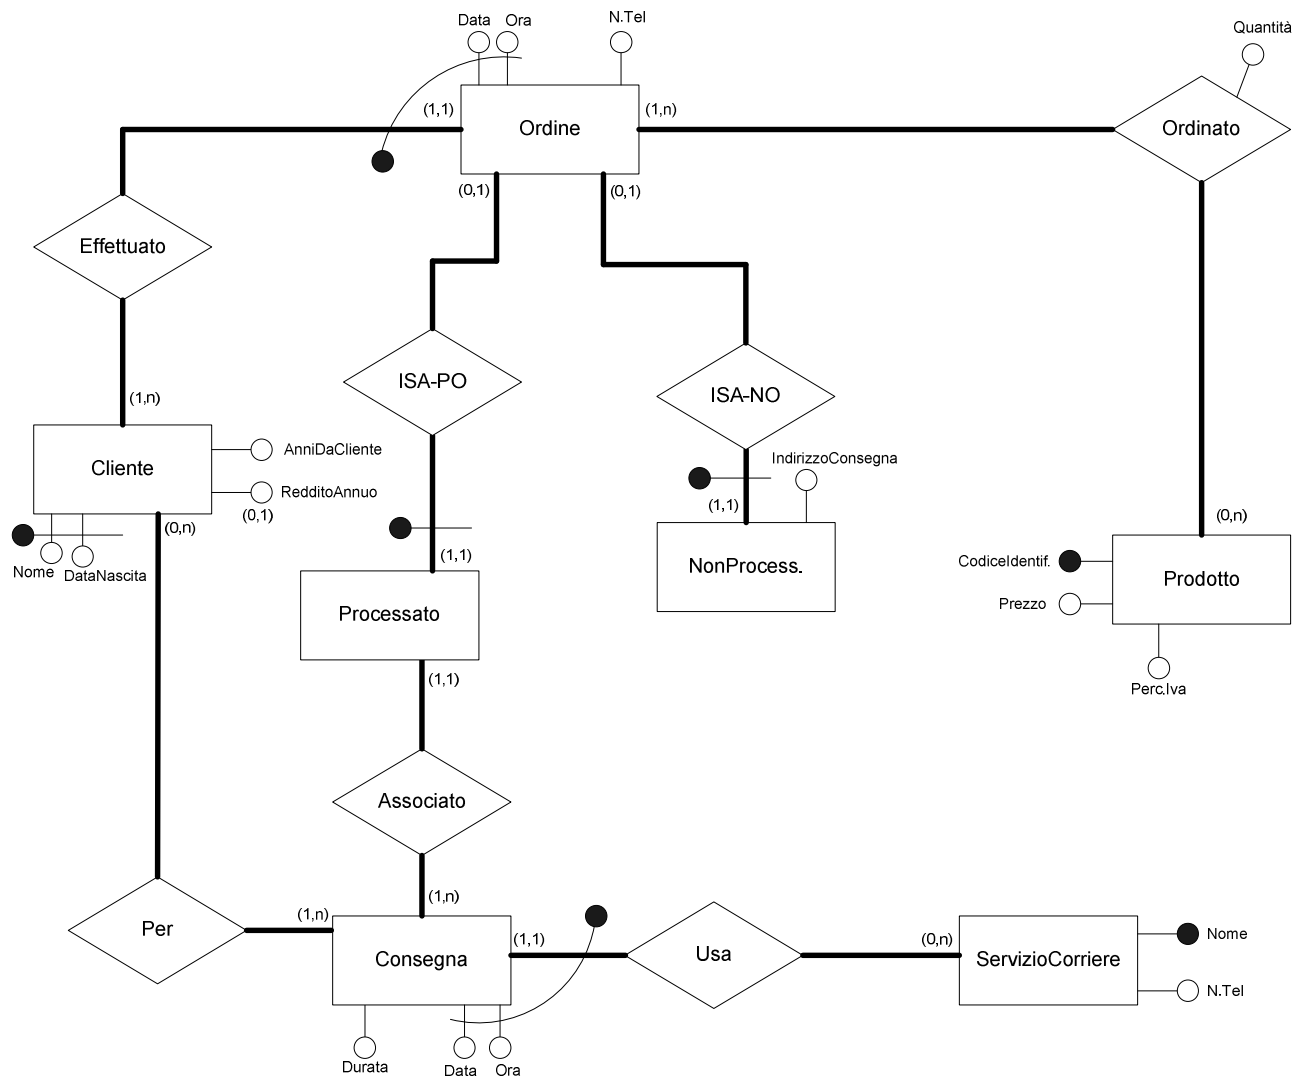 Data
Ora
N.Tel
Quantità
(1,1)
Ordine
(1,n)
Ordinato
(0,1)
(0,1)
Effettuato
ISA-PO
ISA-NO
(1,n)
Cliente
AnniDaCliente
RedditoAnnuo
(0,1)
(0,n)
Nome
DataNascita
IndirizzoConsegna
(1,1)
(1,1)
NonProcess.
(0,n)
CodiceIdentif.
Prodotto
Prezzo
Perc.Iva
Processato
(1,1)
Associato
(1,n)
(1,n)
Per
Consegna
(1,1)
Usa
(0,n)
ServizioCorriere
Nome
N.Tel
Durata
Data
Ora